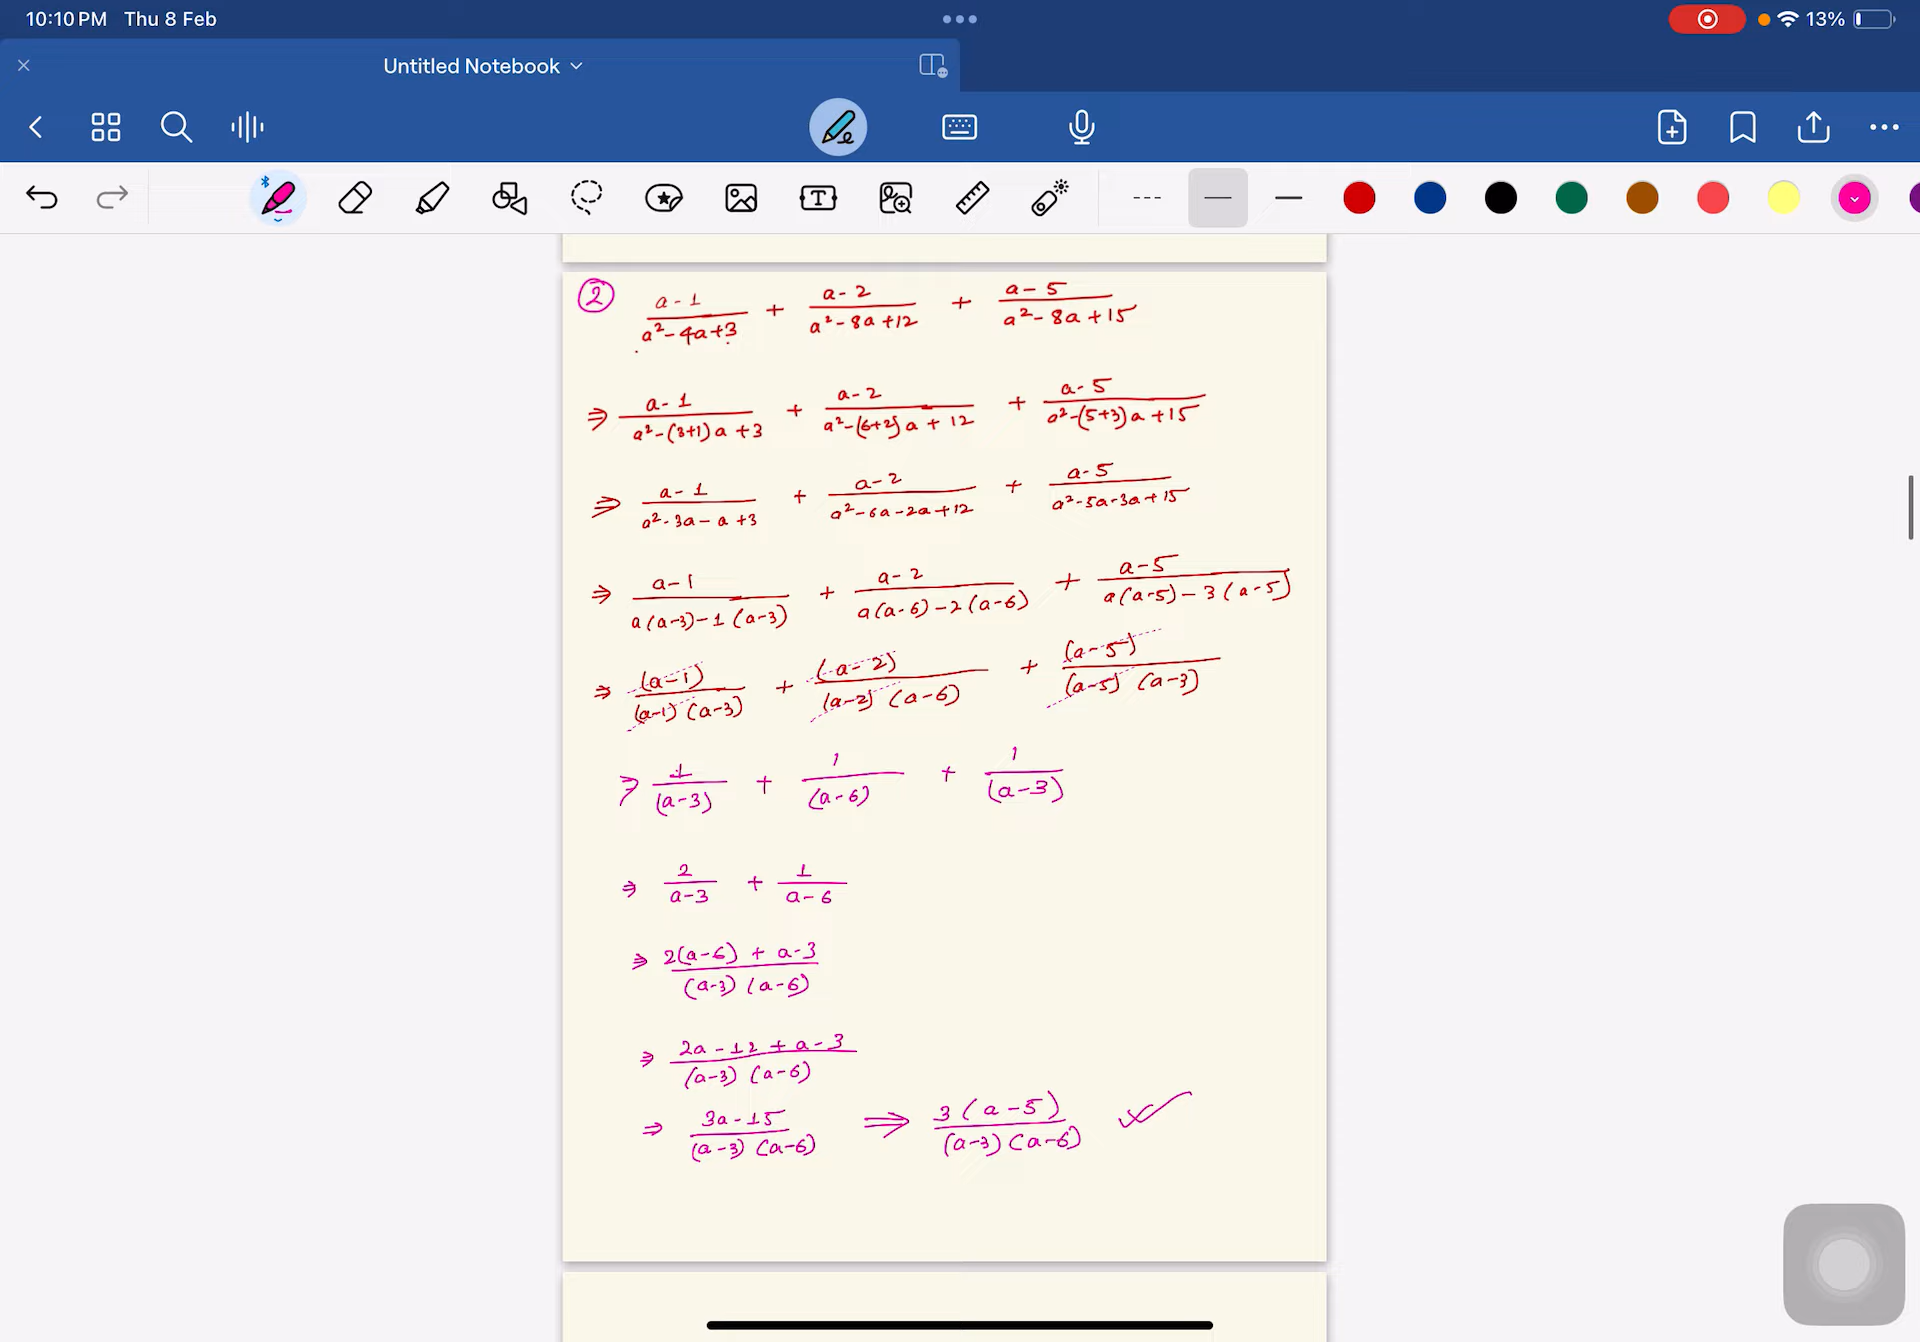 10:10 PM Thu 8 Feb 13%
Untitled Notebook
② (a-1)/(a²-4a+3) + (a-2)/(a²-8a+12) + (a-5)/(a²-8a+15)
⇒ (a-1)/(a²-(3+1)a+3) + (a-2)/(a²-(6+2)a+12) + (a-5)/(a²-(5+3)a+15)
⇒ (a-1)/(a²-3a-a+3) + (a-2)/(a²-6a-2a+12) + (a-5)/(a²-5a-3a+15)
⇒ (a-1)/(a(a-3)-1(a-3)) + (a-2)/(a(a-6)-2(a-6)) + (a-5)/(a(a-5)-3(a-5))
⇒ (a-1)/((a-1)(a-3)) + (a-2)/((a-2)(a-6)) + (a-5)/((a-5)(a-3))
⇒ 1/(a-3) + 1/(a-6) + 1/(a-3)
⇒ 2/(a-3) + 1/(a-6)
⇒ (2(a-6)+a-3)/((a-3)(a-6))
⇒ (2a-12+a-3)/((a-3)(a-6))
⇒ (3a-15)/((a-3)(a-6)) ⇒ 3(a-5)/((a-3)(a-6))